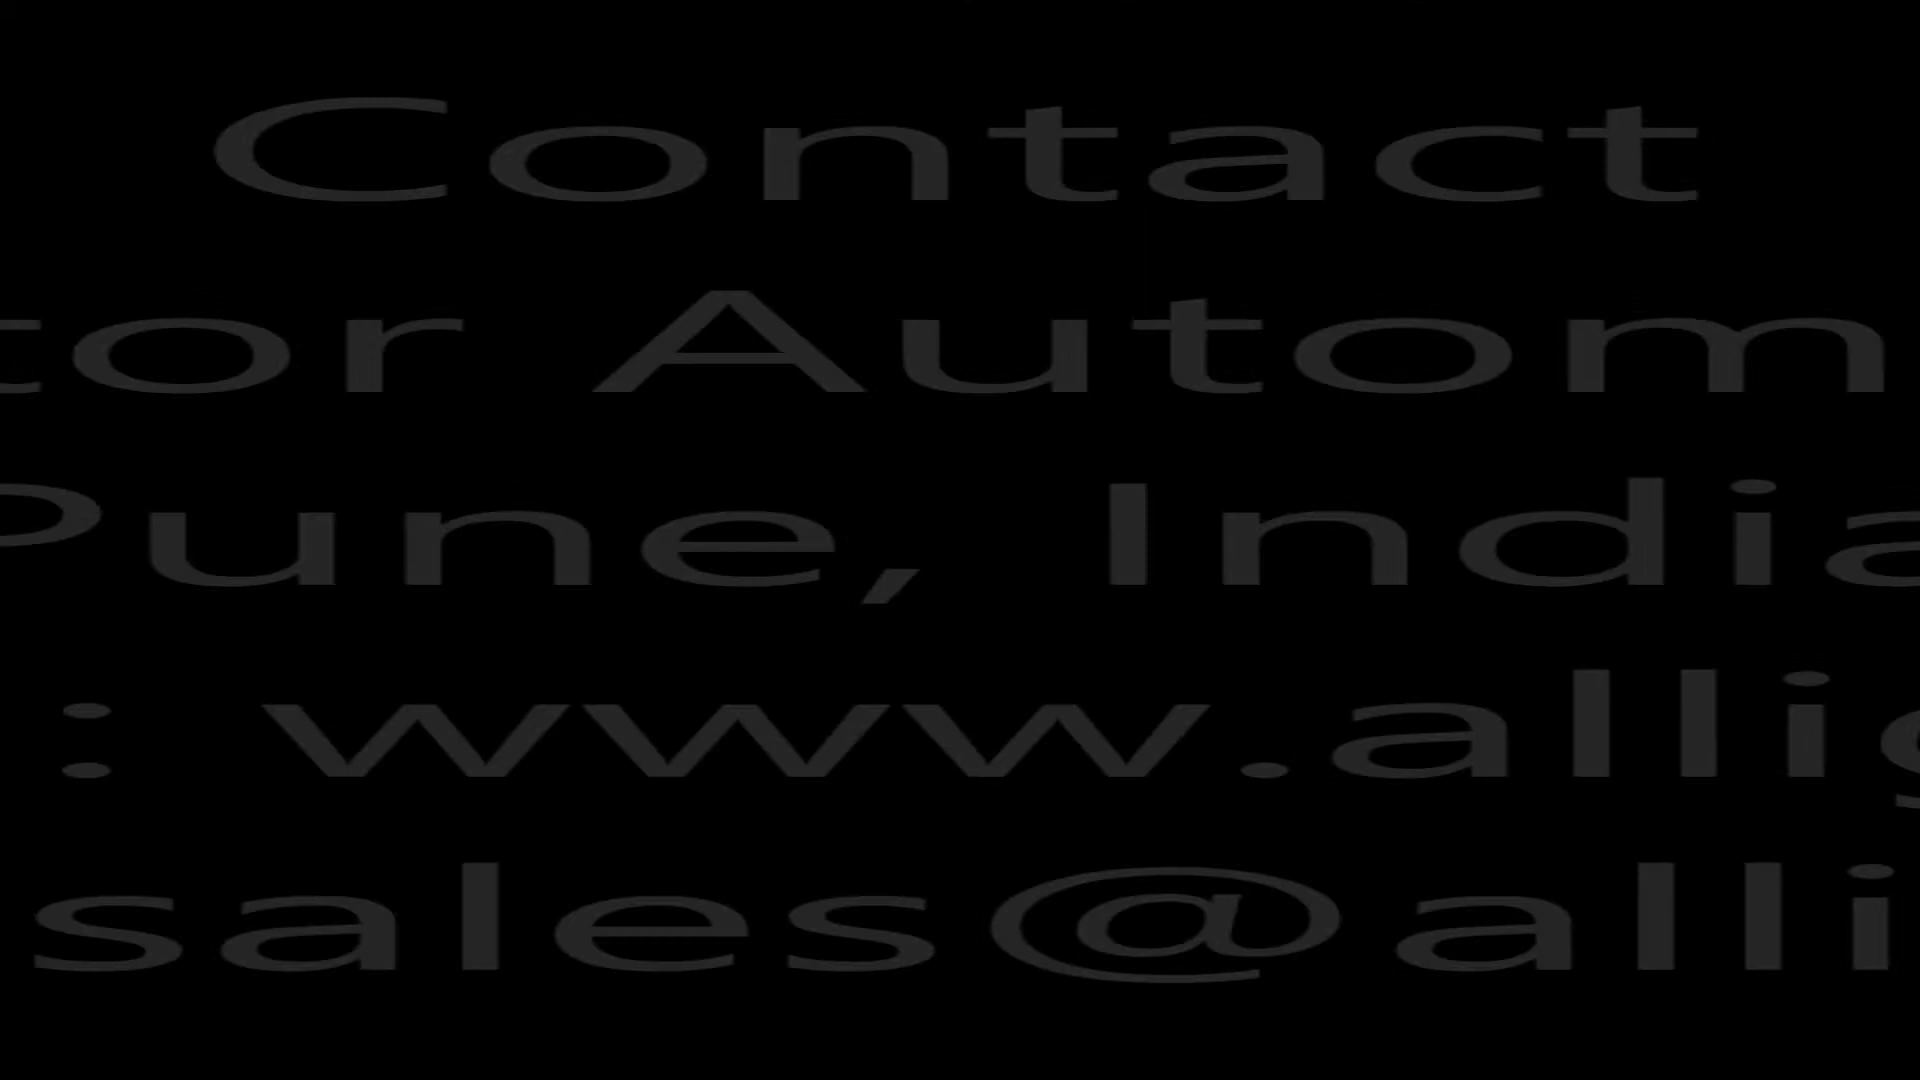 Contact
tor Autom
Pune, India
: www.allig
sales@alli